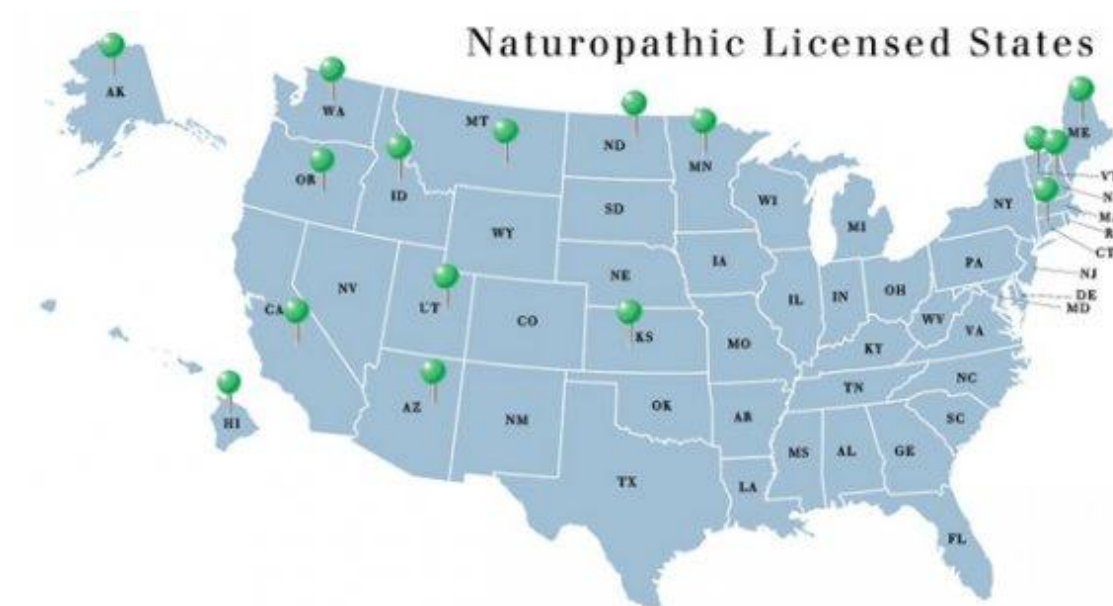 Naturopathic Licensed States
AK
WA
MT
ND
MN
ME
OR
ID
SD
WI
MI
NY
VT
CT
WY
IA
NE
PA
NJ
NV
UT
CO
IL
IN
OH
DE
MD
CA
KS
MO
WY
VA
KY
AZ
NM
OK
TN
NC
AR
SC
HI
MS
AL
GE
TX
LA
FL